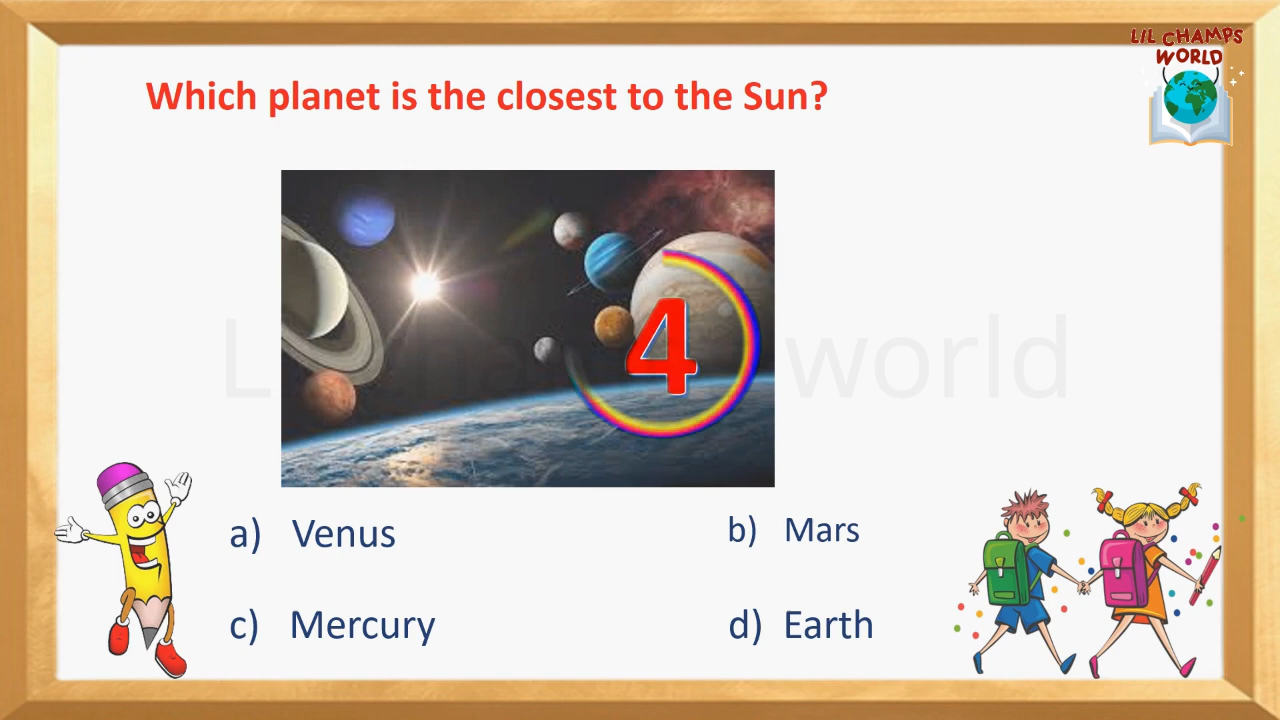 LIL CHAMPS
WORLD
Which planet is the closest to the Sun?
4
a) Venus
b) Mars
c) Mercury
d) Earth